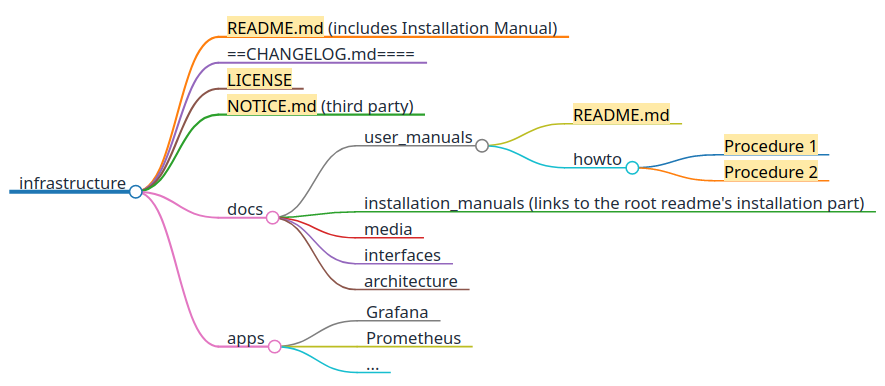 README.md (includes Installation Manual)
==CHANGELOG.md====
LICENSE
NOTICE.md (third party)
README.md
user_manuals
Procedure 1
howto
Procedure 2
infrastructure
installation_manuals (links to the root readme's installation part)
docs
media
interfaces
architecture
Grafana
apps
Prometheus
...